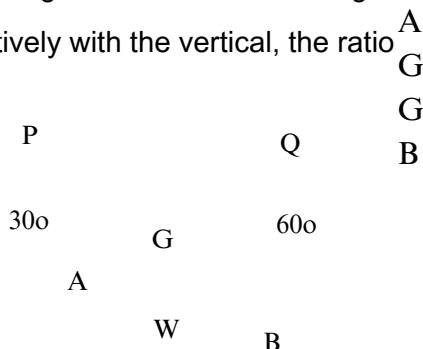 tively with the vertical, the ratio
A
G
G
B
P
Q
30o
60o
G
A
W
B